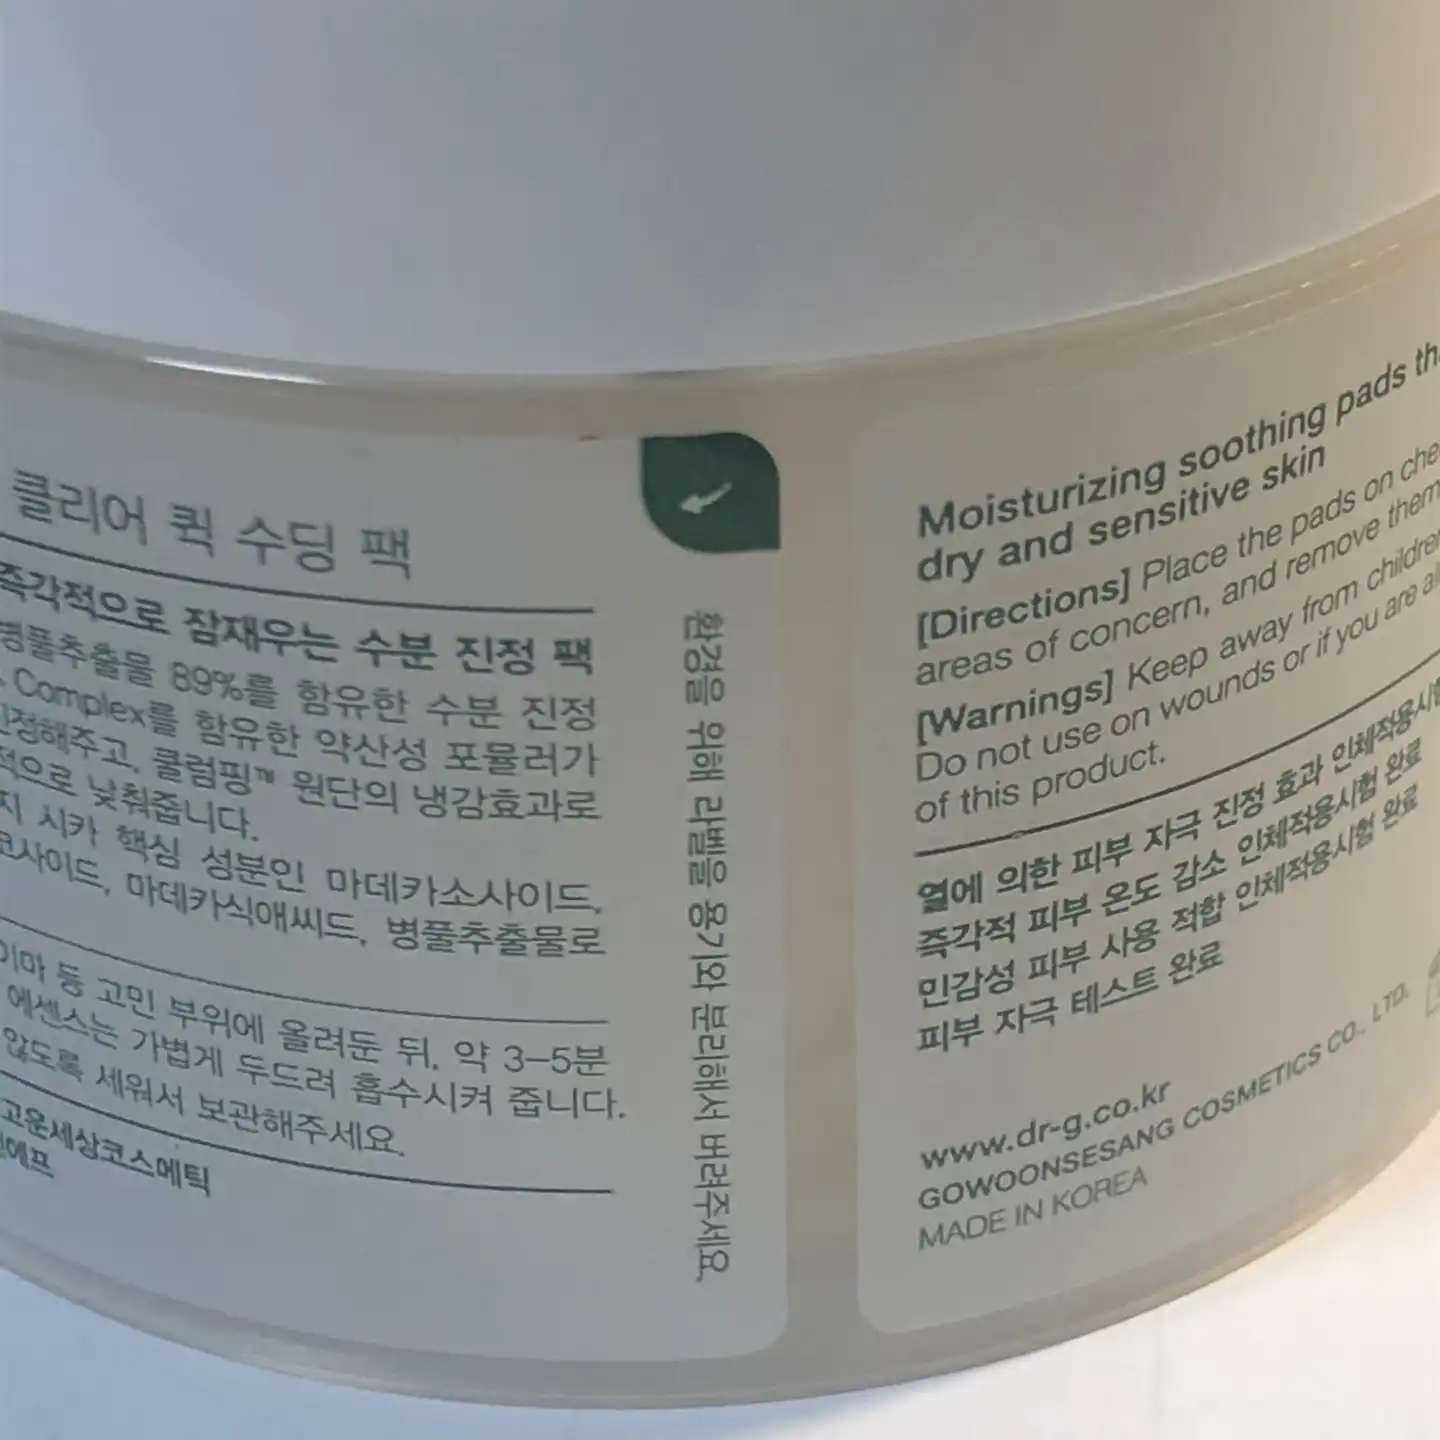 클리어 퀵 수딩 팩
즉각적으로 잠재우는 수분 진정 팩
병풀추출물 89%를 함유한 수분 진정
Complex를 함유한 약산성 포뮬러가
진정해주고, 쿨럼핑™ 원단의 냉감효과로
적으로 낮춰줍니다.
지 시카 핵심 성분인 마데카소사이드,
코사이드, 마데카식애씨드, 병풀추출물로
이마 등 고민 부위에 올려둔 뒤, 약 3–5분
에센스는 가볍게 두드려 흡수시켜 줍니다.
않도록 세워서 보관해주세요.
고운세상코스메틱
에프
환경을 위해 라벨을 용기와 분리해서 버려주세요.
Moisturizing soothing pads th
dry and sensitive skin
[Directions] Place the pads on che
areas of concern, and remove them
[Warnings] Keep away from children
Do not use on wounds or if you are al
of this product.
열에 의한 피부 자극 진정 효과 인체적용시험
즉각적 피부 온도 감소 인체적용시험 완료
민감성 피부 사용 적합 인체적용시험 완료
피부 자극 테스트 완료
www.dr-g.co.kr
GOWOONSESANG COSMETICS CO., LTD.
MADE IN KOREA